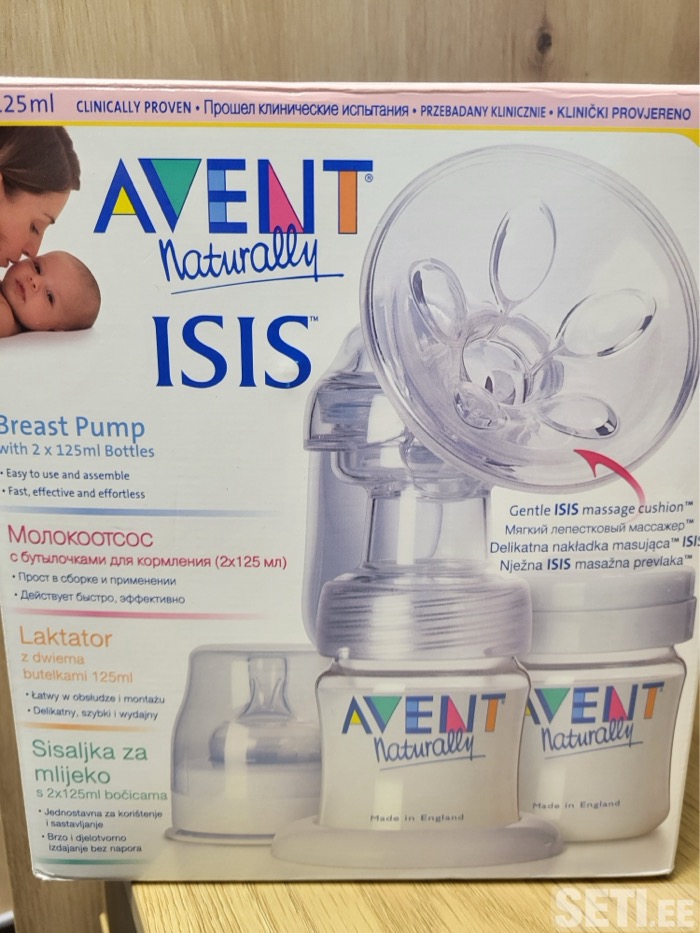 .25ml CLINICALLY PROVEN • Прошел клинические испытания • PRZEBADANY KLINICZNIE • KLINIČKI PROVJERENO
AVENT®
Naturally
ISIS™
Breast Pump
with 2 x 125ml Bottles
• Easy to use and assemble
• Fast, effective and effortless
Gentle ISIS massage cushion™
Мягкий лепестковый массажер™
Delikatna nakładka masująca™ ISIS
Nježna ISIS masažna prevlaka™
Молокоотсос
с бутылочками для кормления (2x125 мл)
• Прост в сборке и применении
• Действует быстро, эффективно
Laktator
z dwiema
butelkami 125ml
• Łatwy w obsłudze i montażu
• Delikatny, szybki i wydajny
Sisaljka za
mlijeko
s 2x125ml bočicama
• Jednostavna za korištenje
i sastavljanje
• Brzo i djelotvorno
izdajanje bez napora
AVENT
Naturally
Made in England
AVENT
Naturally
Made in England
SETI.EE